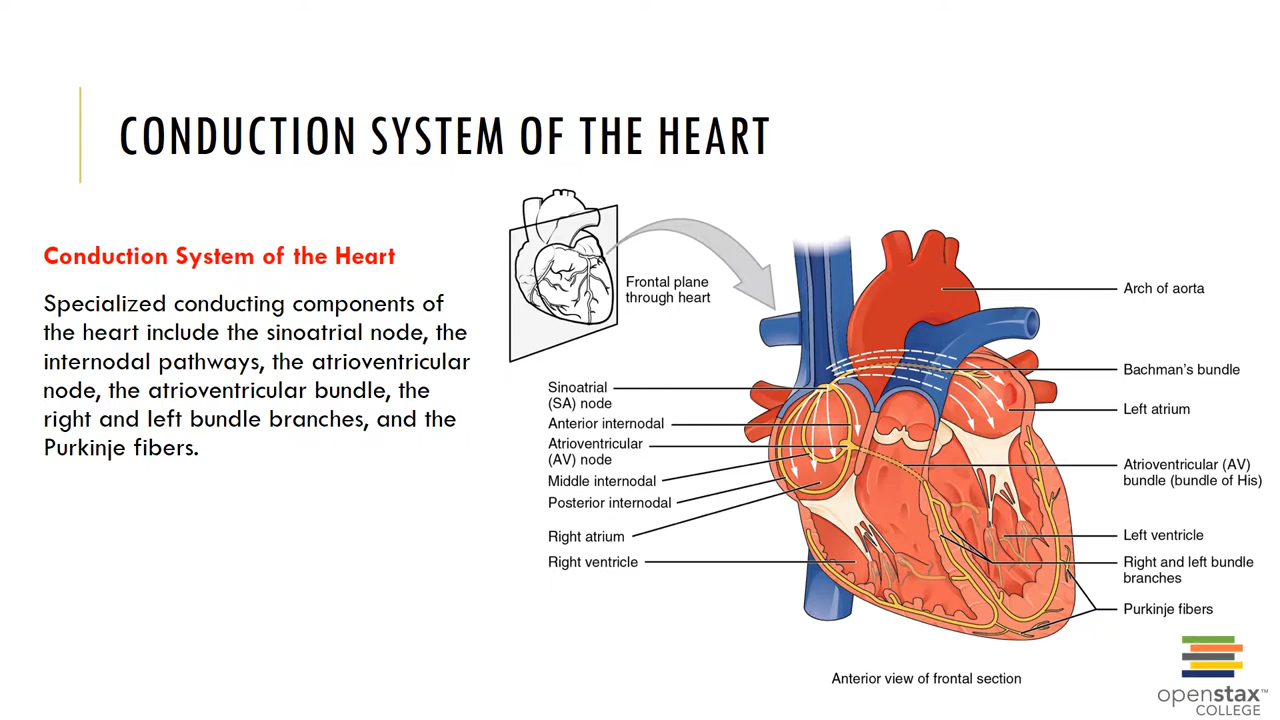 CONDUCTION SYSTEM OF THE HEART
Conduction System of the Heart
Specialized conducting components of
the heart include the sinoatrial node, the
internodal pathways, the atrioventricular
node, the atrioventricular bundle, the
right and left bundle branches, and the
Purkinje fibers.
Frontal plane
through heart
Sinoatrial
(SA) node
Anterior internodal
Atrioventricular
(AV) node
Middle internodal
Posterior internodal
Right atrium
Right ventricle
Arch of aorta
Bachman's bundle
Left atrium
Atrioventricular (AV)
bundle (bundle of His)
Left ventricle
Right and left bundle
branches
Purkinje fibers
Anterior view of frontal section
openstax™
COLLEGE